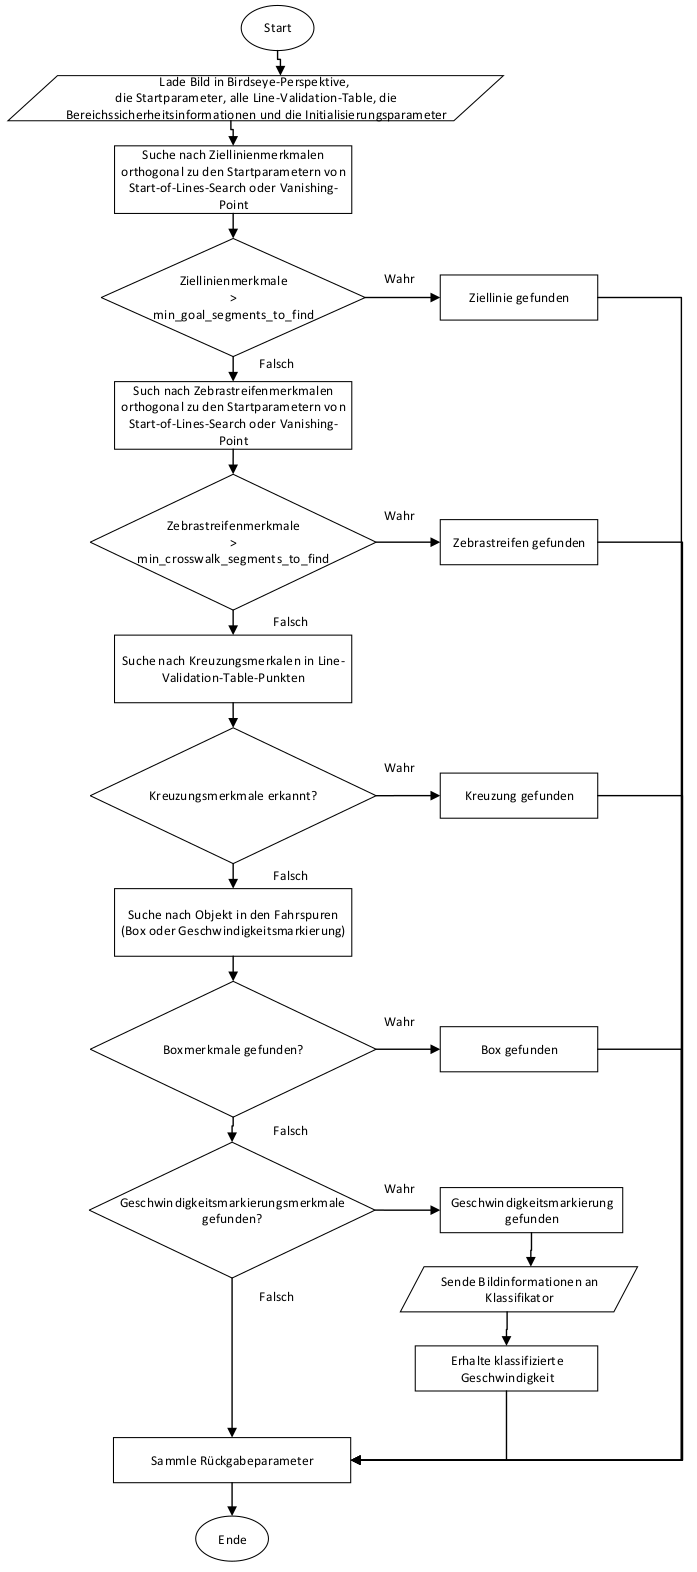 Start
Lade Bild in Birdseye-Perspektive,
die Startparameter, alle Line-Validation-Table, die
Bereichssicherheitsinformationen und die Initialisierungsparameter
Suche nach Ziellinienmerkmalen
orthogonal zu den Startparametern von
Start-of-Lines-Search oder Vanishing-
Point
Ziellinienmerkmale
>
min_goal_segments_to_find
Wahr
Ziellinie gefunden
Falsch
Such nach Zebrastreifenmerkmalen
orthogonal zu den Startparametern von
Start-of-Lines-Search oder Vanishing-
Point
Zebrastreifenmerkmale
>
min_crosswalk_segments_to_find
Wahr
Zebrastreifen gefunden
Falsch
Suche nach Kreuzungsmerkalen in Line-
Validation-Table-Punkten
Kreuzungsmerkmale erkannt?
Wahr
Kreuzung gefunden
Falsch
Suche nach Objekt in den Fahrspuren
(Box oder Geschwindigkeitsmarkierung)
Boxmerkmale gefunden?
Wahr
Box gefunden
Falsch
Geschwindigkeitsmarkierungsmerkmale
gefunden?
Wahr
Geschwindigkeitsmarkierung
gefunden
Sende Bildinformationen an
Klassifikator
Falsch
Erhalte klassifizierte
Geschwindigkeit
Sammle Rückgabeparameter
Ende